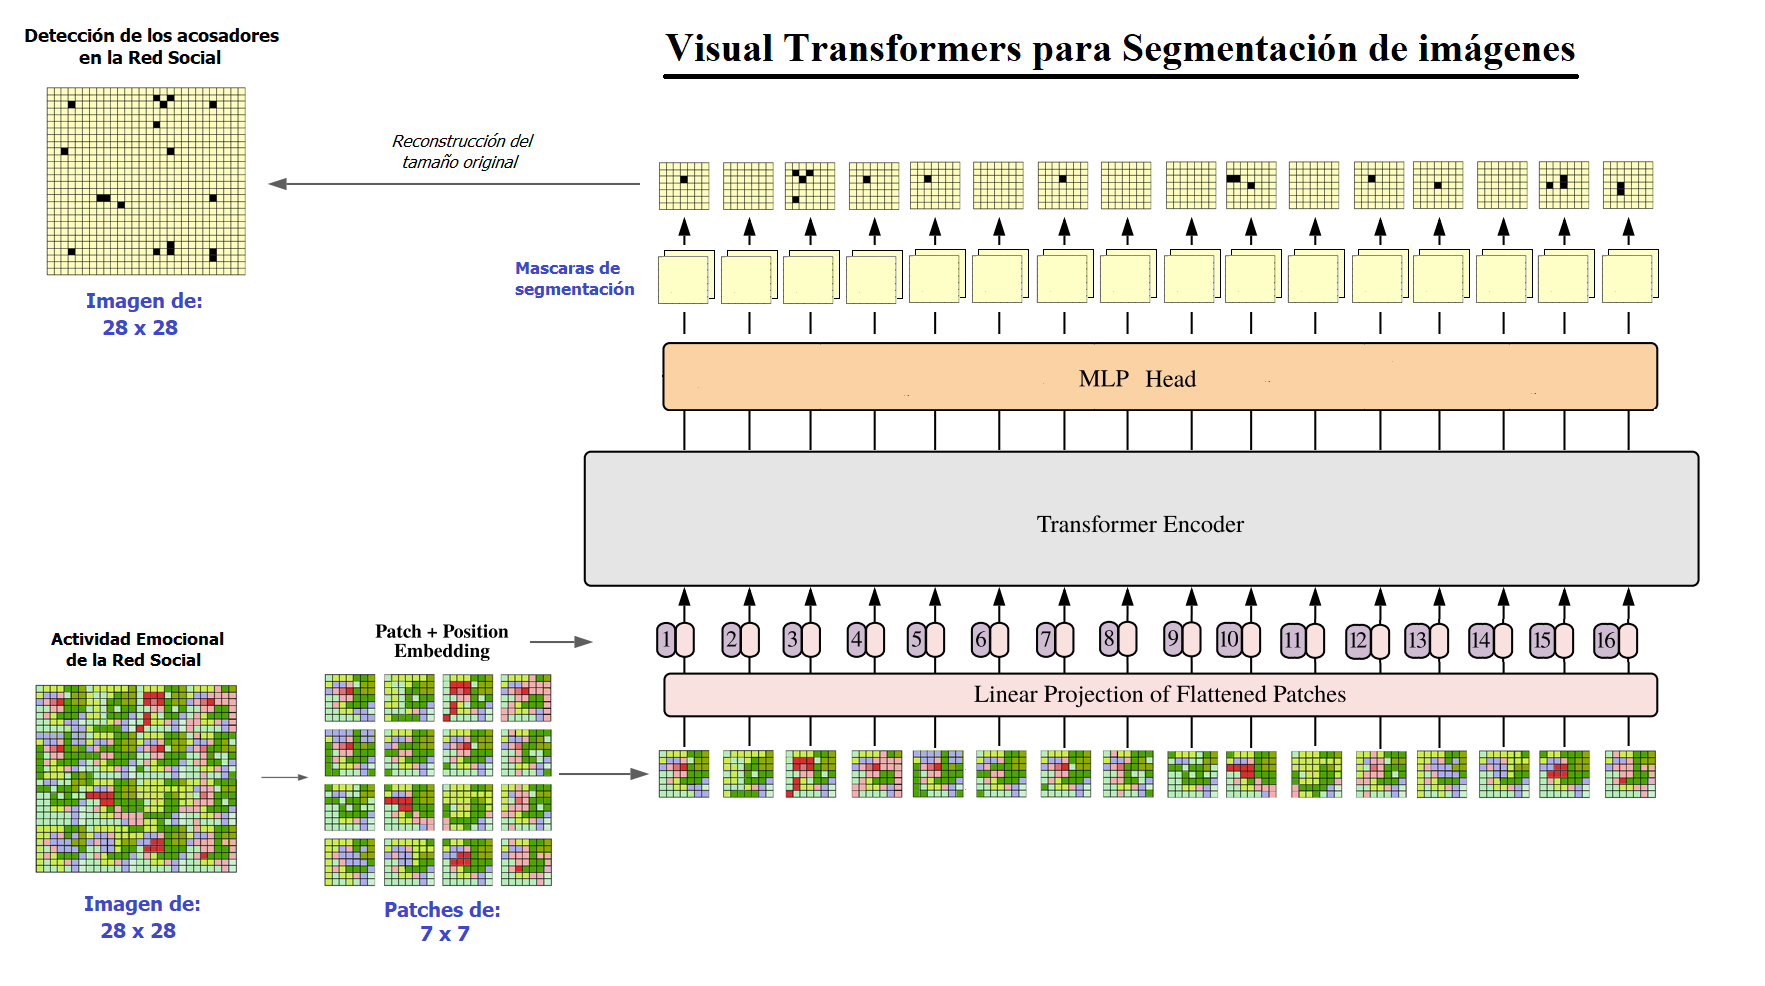 Visual Transformers para Segmentación de imágenes
Detección de los acosadores
en la Red Social
Imagen de:
28 x 28
Reconstrucción del
tamaño original
Mascaras de
segmentación
MLP Head
Transformer Encoder
Patch + Position
Embedding
1 2 3 4 5 6 7 8 9 10 11 12 13 14 15 16
Linear Projection of Flattened Patches
Actividad Emocional
de la Red Social
Imagen de:
28 x 28
Patches de:
7 x 7